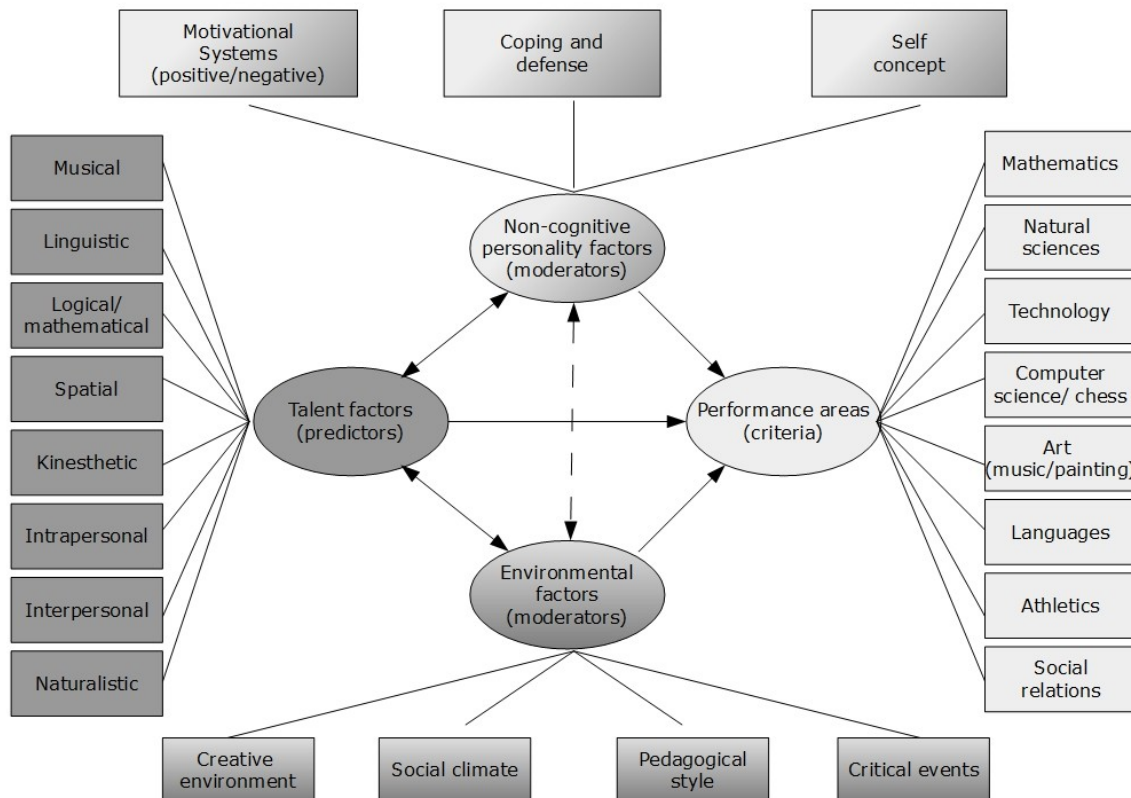 Motivational
Systems
(positive/negative)
Coping and
defense
Self
concept
Musical
Linguistic
Logical/
mathematical
Spatial
Kinesthetic
Intrapersonal
Interpersonal
Naturalistic
Non-cognitive
personality factors
(moderators)
Talent factors
(predictors)
Performance areas
(criteria)
Environmental
factors
(moderators)
Mathematics
Natural
sciences
Technology
Computer
science/ chess
Art
(music/painting)
Languages
Athletics
Social
relations
Creative
environment
Social climate
Pedagogical
style
Critical events